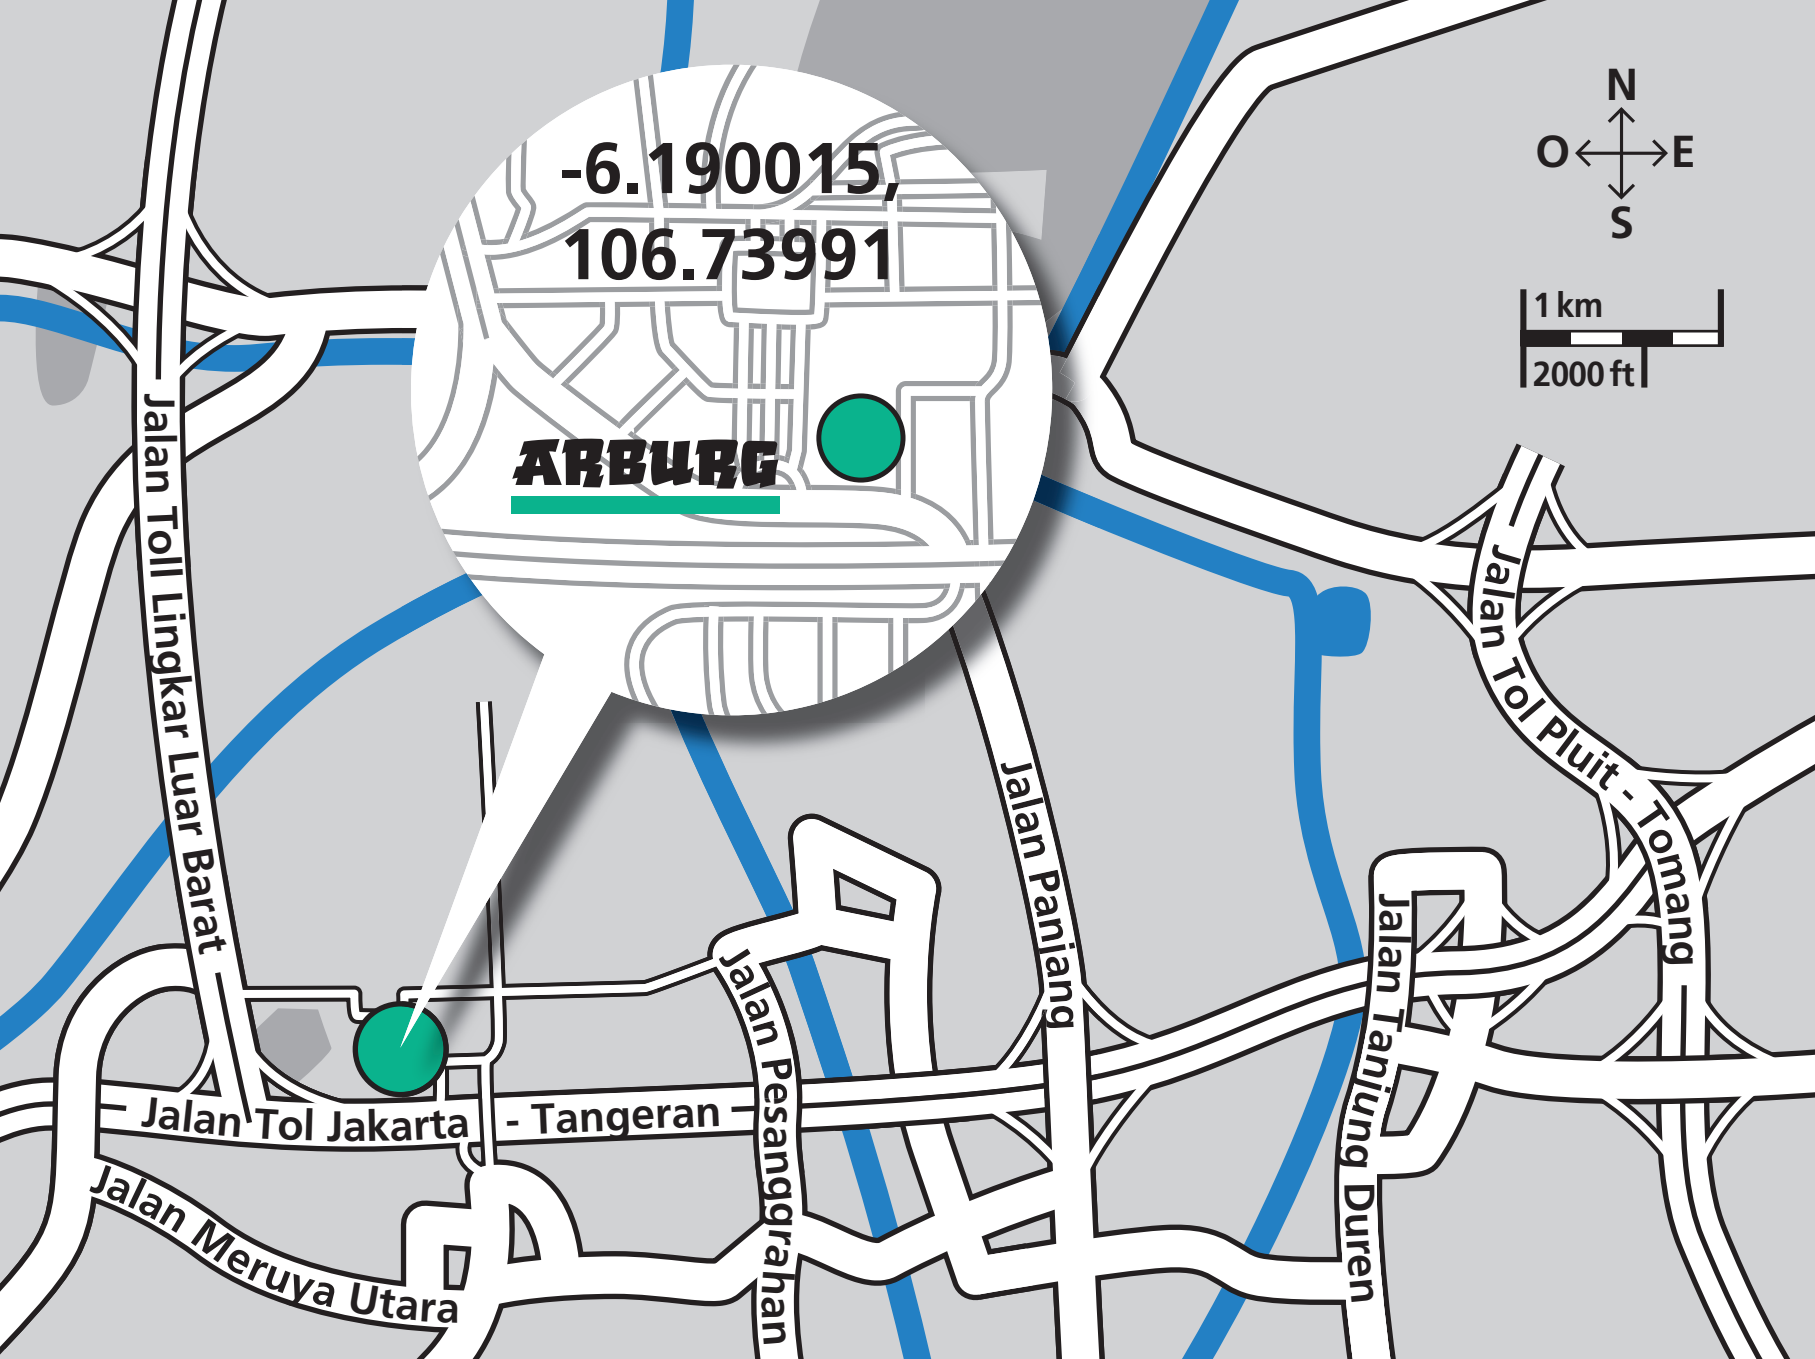 N
O E
S
1 km
2000 ft
-6.190015,
106.73991
ARBURG
Jalan Toll Lingkar Luar Barat
Jalan Tol Pluit - Tomang
Jalan Panjang
Jalan Tanjung Duren
Jalan Pesanggrahan
Jalan Tol Jakarta - Tangeran
Jalan Meruya Utara